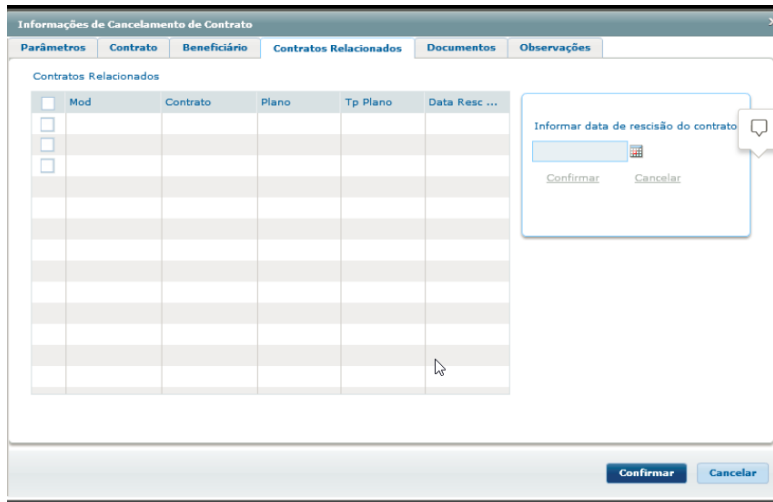 Informações de Cancelamento de Contrato
Parâmetros Contrato Beneficiário Contratos Relacionados Documentos Observações
Contratos Relacionados
Mod Contrato Plano Tp Plano Data Resc ...
Informar data de rescisão do contrato
Confirmar Cancelar
Confirmar Cancelar